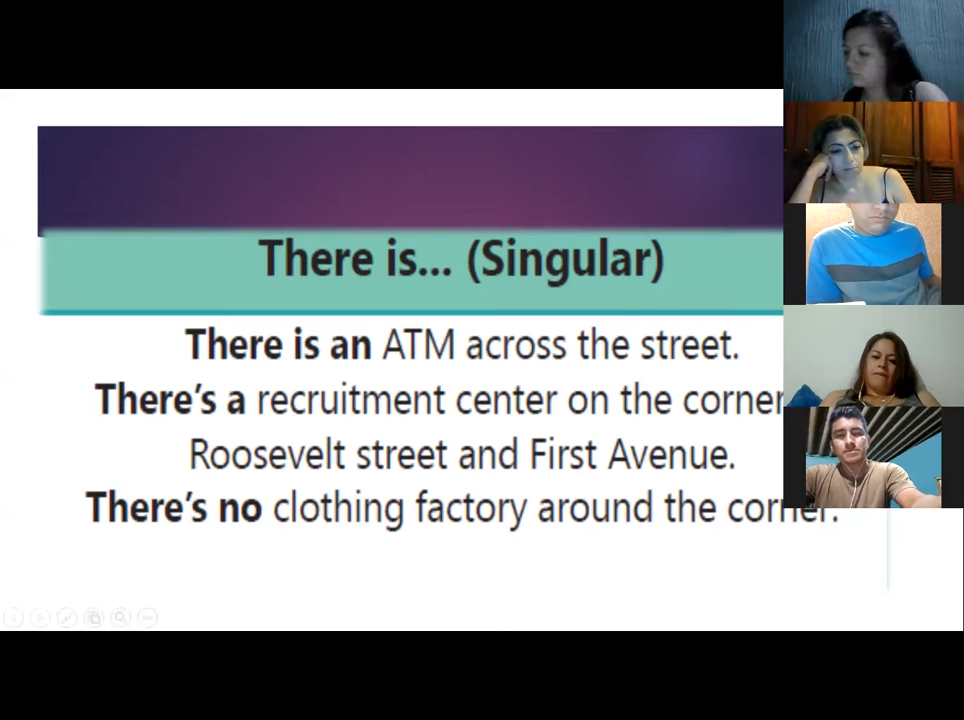 There is... (Singular)
There is an ATM across the street.
There's a recruitment center on the corner
Roosevelt street and First Avenue.
There's no clothing factory around the corner.